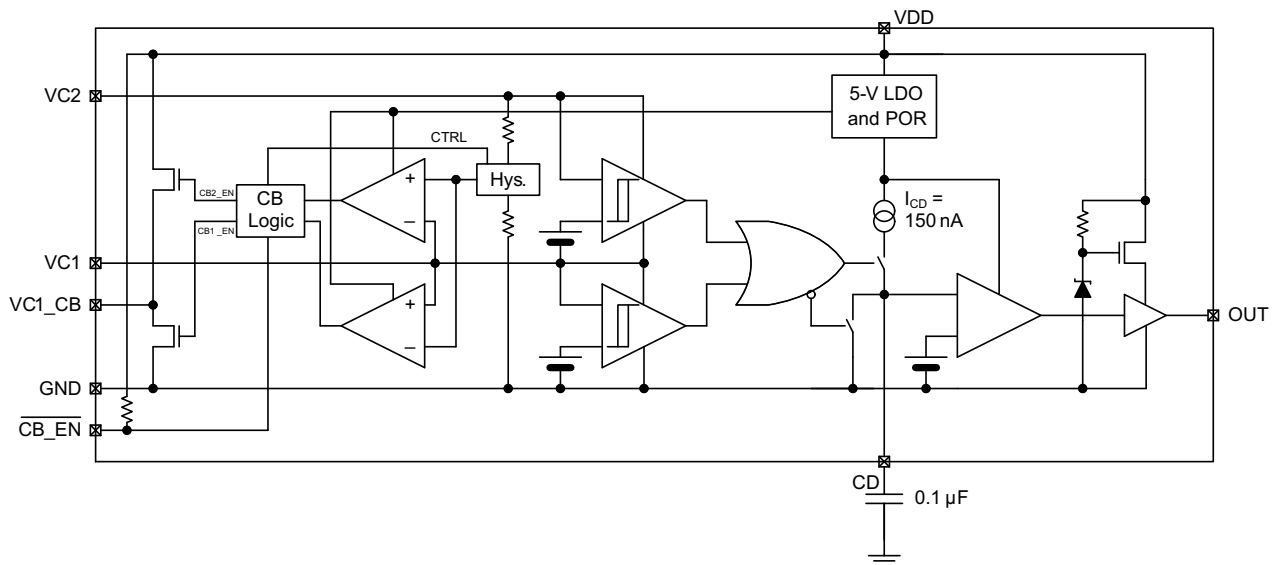 VDD
VC2
5-V LDO
and POR
CTRL
+
Hys.
CB2_EN
CB
Logic
I_CD =
150 nA
CB1_EN
–
VC1
VC1_CB
+
–
OUT
GND
CB_EN
CD
0.1 µF